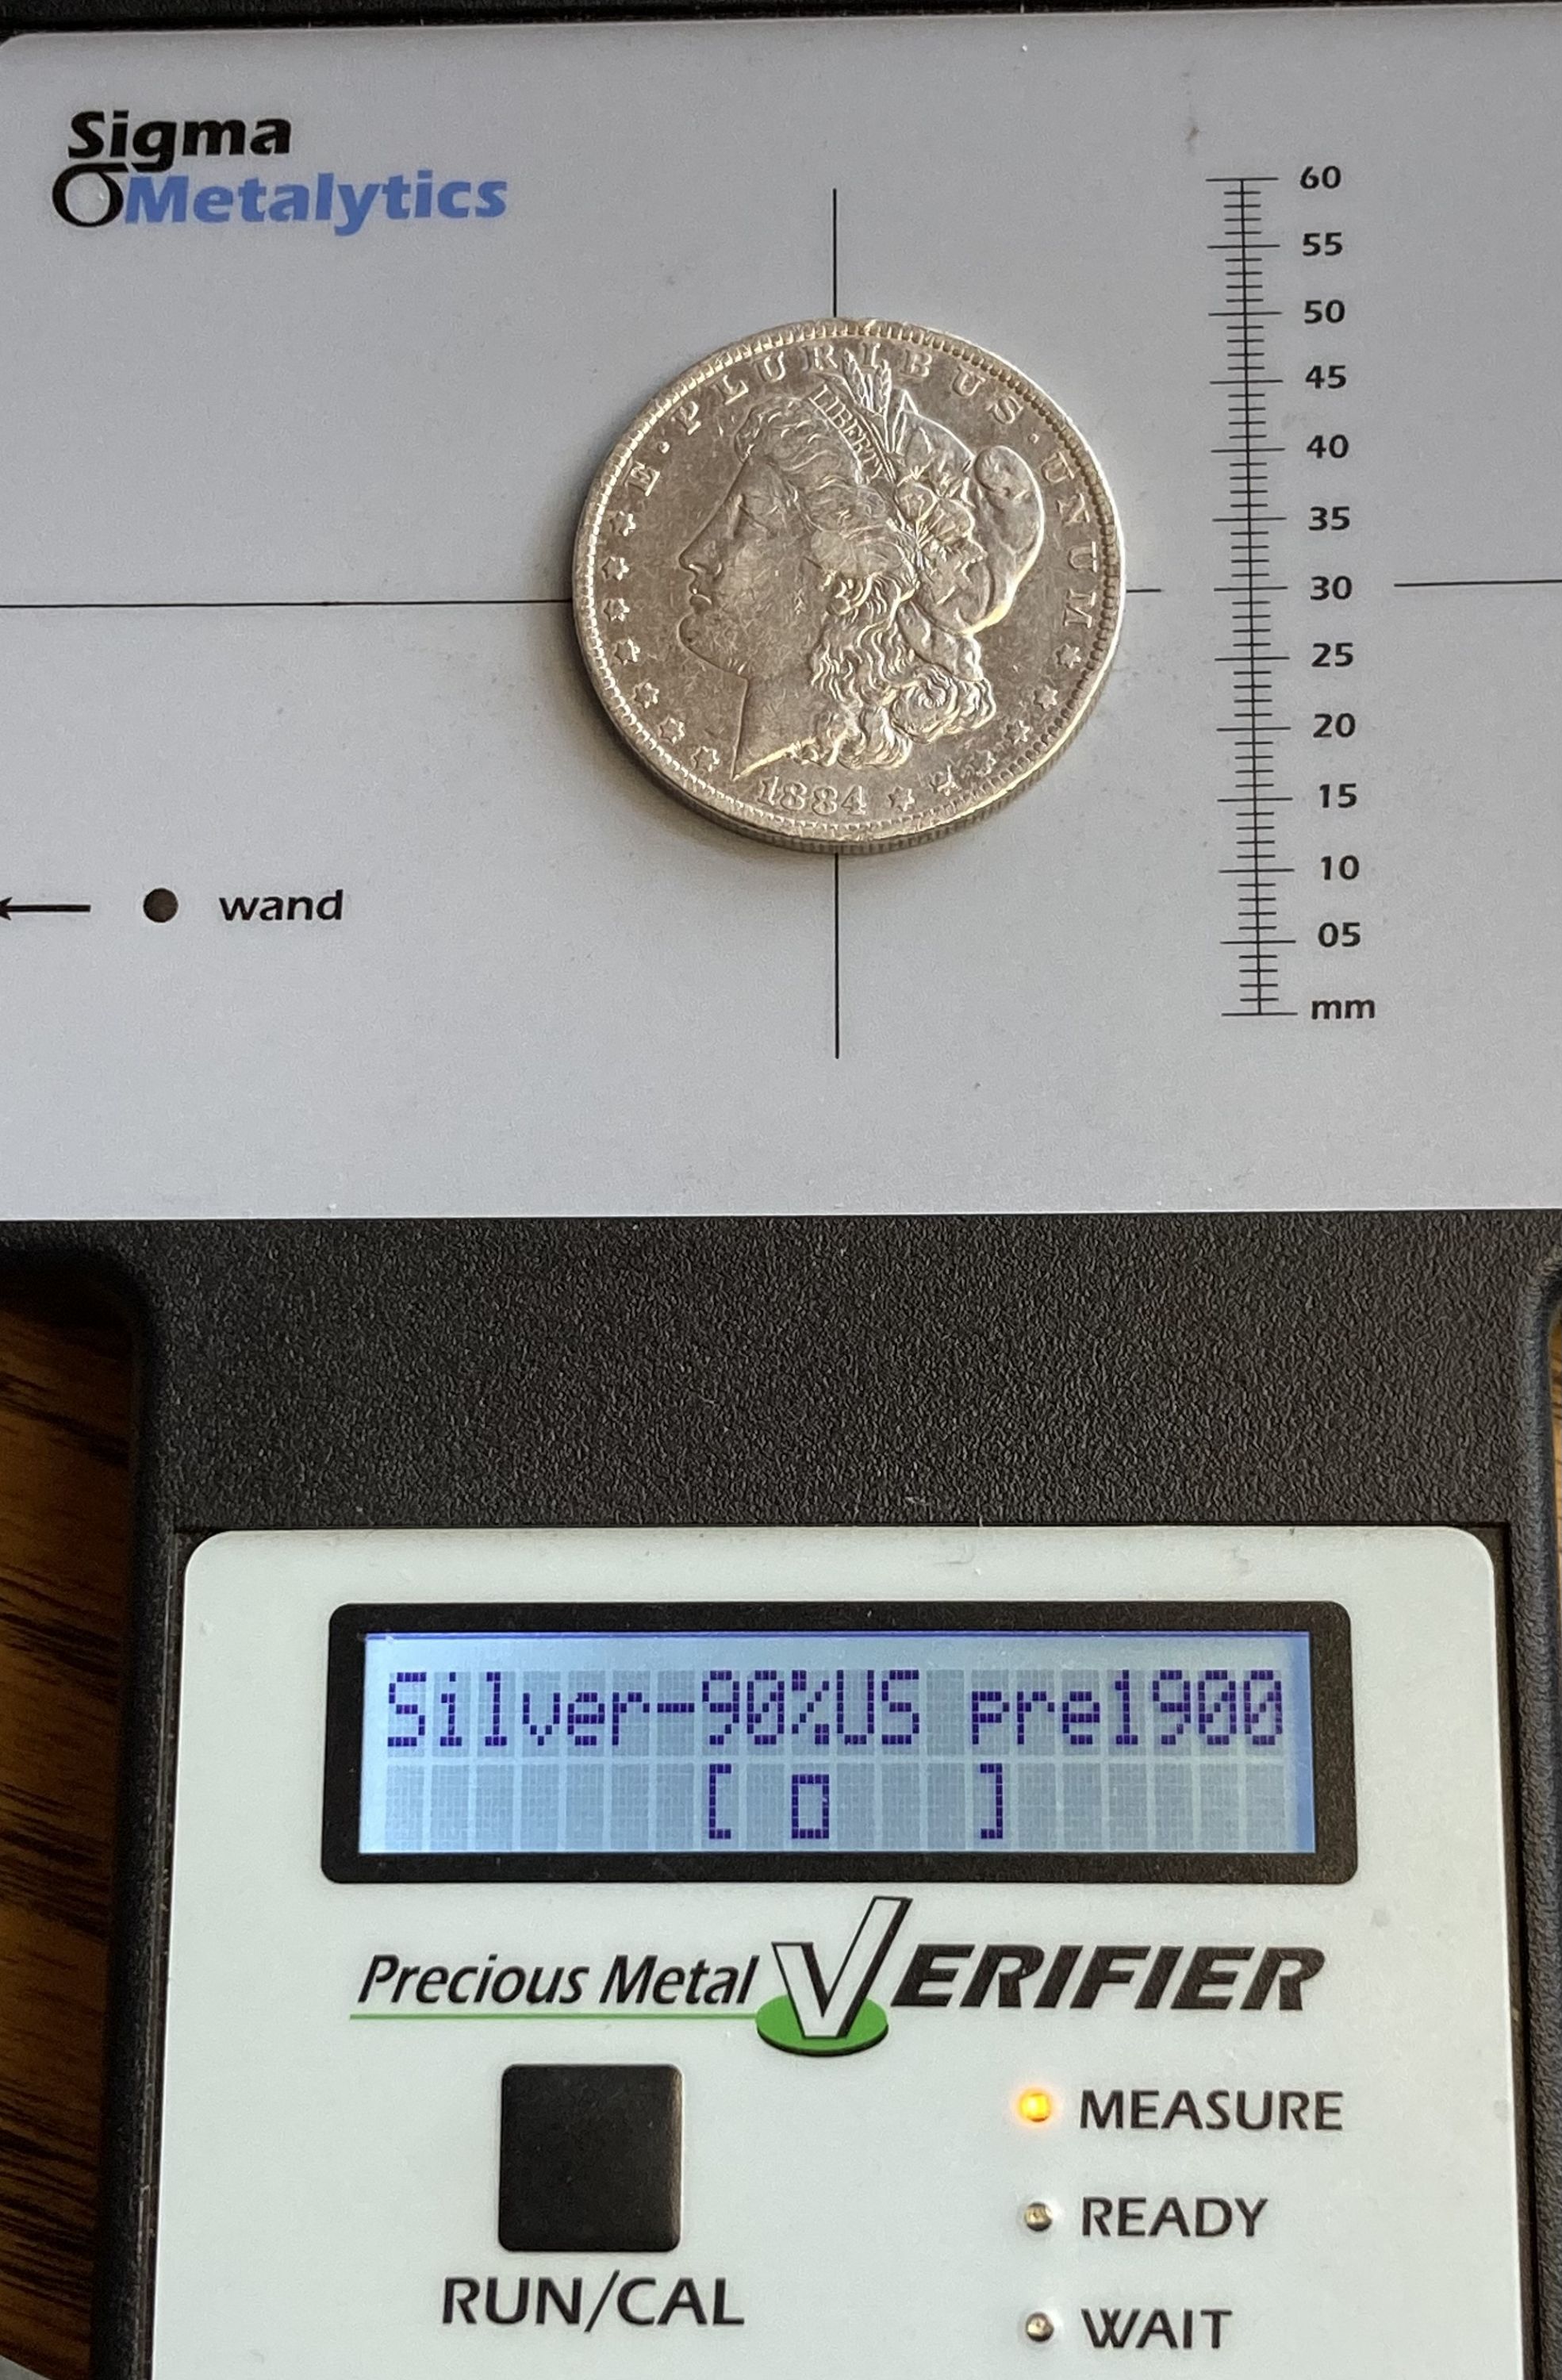 Sigma
Metalytics
E·PLURIBUS·UNUM
LIBERTY
1884
60
55
50
45
40
35
30
25
20
15
10
05
mm
wand
Silver-90%US pre1900
[ ▯ ]
Precious Metal VERIFIER
MEASURE
READY
RUN/CAL
WAIT